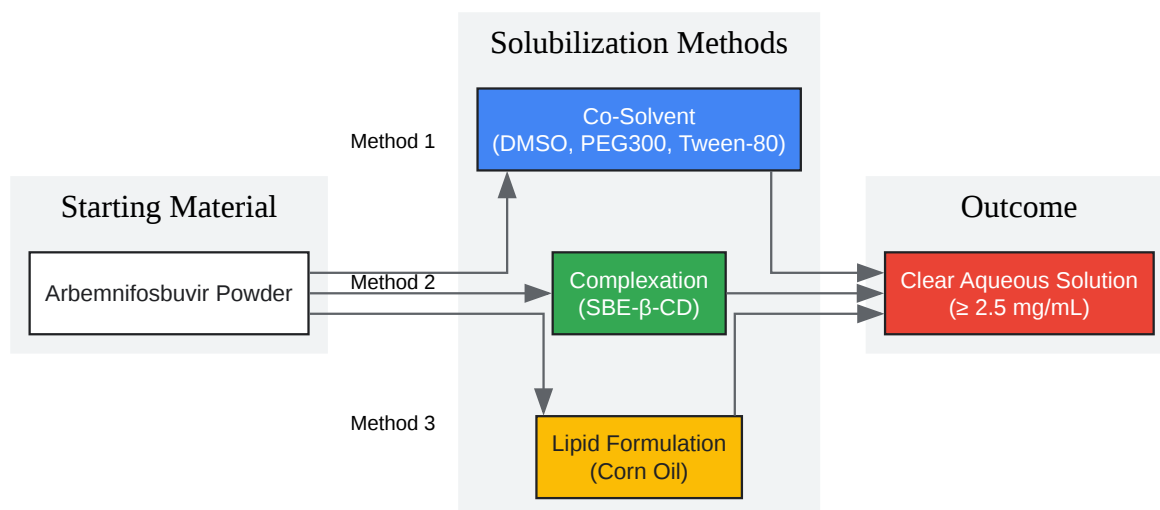 Solubilization Methods
Co-Solvent
(DMSO, PEG300, Tween-80)
Method 1
Starting Material
Outcome
Arbemnifosbuvir Powder
Method 2
Complexation
(SBE-β-CD)
Clear Aqueous Solution
(≥ 2.5 mg/mL)
Method 3
Lipid Formulation
(Corn Oil)